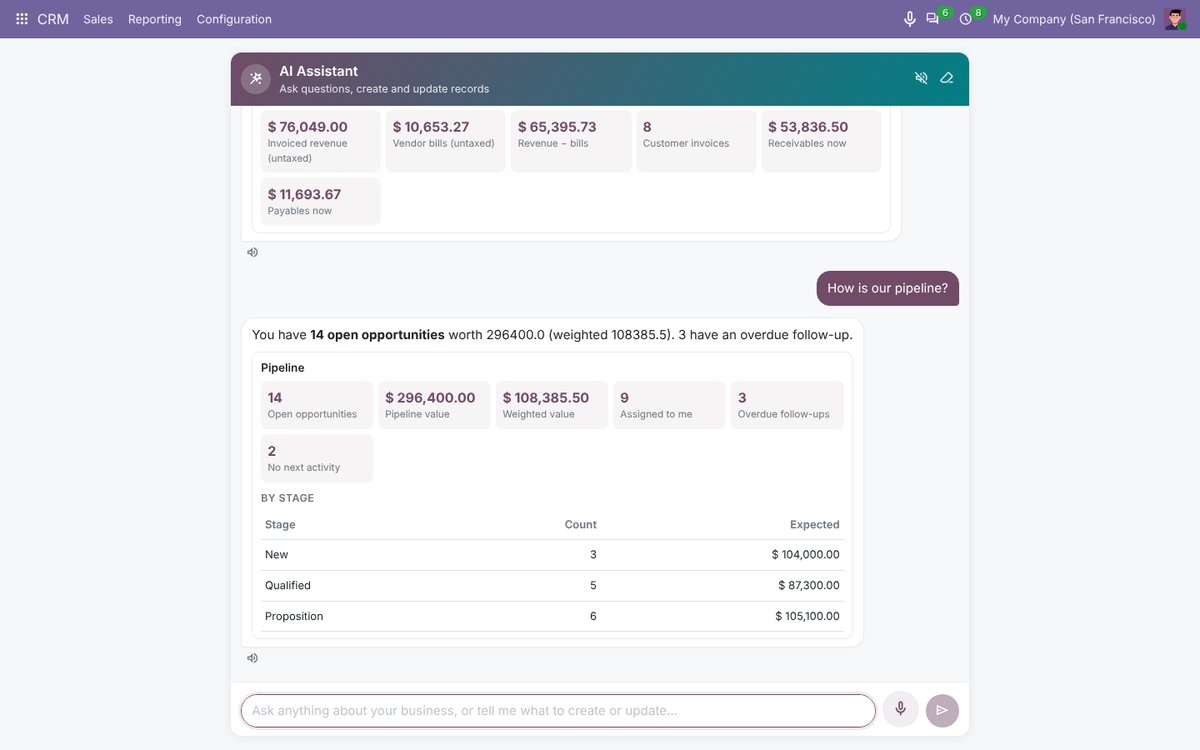 CRM Sales Reporting Configuration 6 8 My Company (San Francisco)
AI Assistant
Ask questions, create and update records
$ 76,049.00 $ 10,653.27 $ 65,395.73 8 $ 53,836.50
Invoiced revenue Vendor bills (untaxed) Revenue − bills Customer invoices Receivables now
(untaxed)
$ 11,693.67
Payables now
How is our pipeline?
You have 14 open opportunities worth 296400.0 (weighted 108385.5). 3 have an overdue follow-up.
Pipeline
14 $ 296,400.00 $ 108,385.50 9 3
Open opportunities Pipeline value Weighted value Assigned to me Overdue follow-ups
2
No next activity
BY STAGE
Stage Count Expected
New 3 $ 104,000.00
Qualified 5 $ 87,300.00
Proposition 6 $ 105,100.00
Ask anything about your business, or tell me what to create or update...